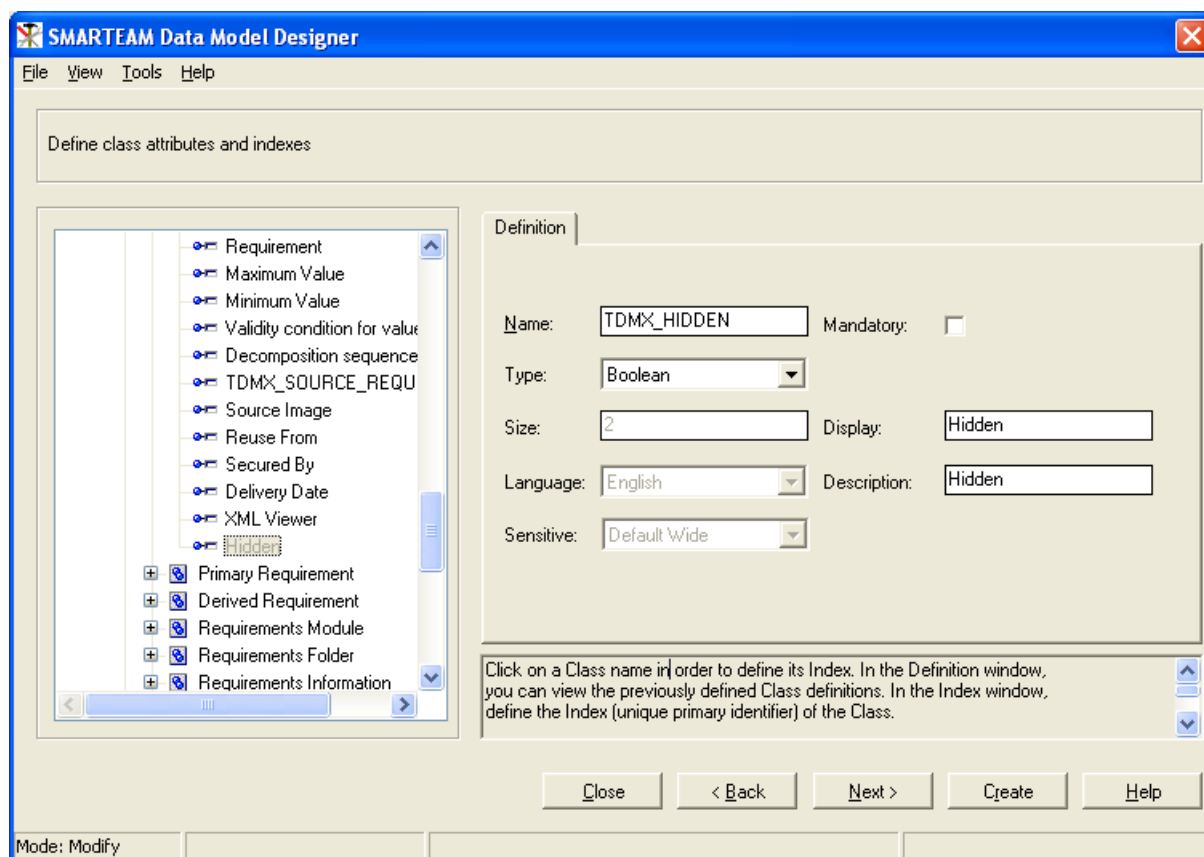 SMARTEAM Data Model Designer
File View Tools Help
Define class attributes and indexes
Requirement
Maximum Value
Minimum Value
Validity condition for value
Decomposition sequence
TDMX_SOURCE_REQU
Source Image
Reuse From
Secured By
Delivery Date
XML Viewer
Hidden
Primary Requirement
Derived Requirement
Requirements Module
Requirements Folder
Requirements Information
Definition
Name: TDMX_HIDDEN Mandatory:
Type: Boolean
Size: 2 Display: Hidden
Language: English Description: Hidden
Sensitive: Default Wide
Click on a Class name in order to define its Index. In the Definition window,
you can view the previously defined Class definitions. In the Index window,
define the Index (unique primary identifier) of the Class.
Close < Back Next > Create Help
Mode: Modify